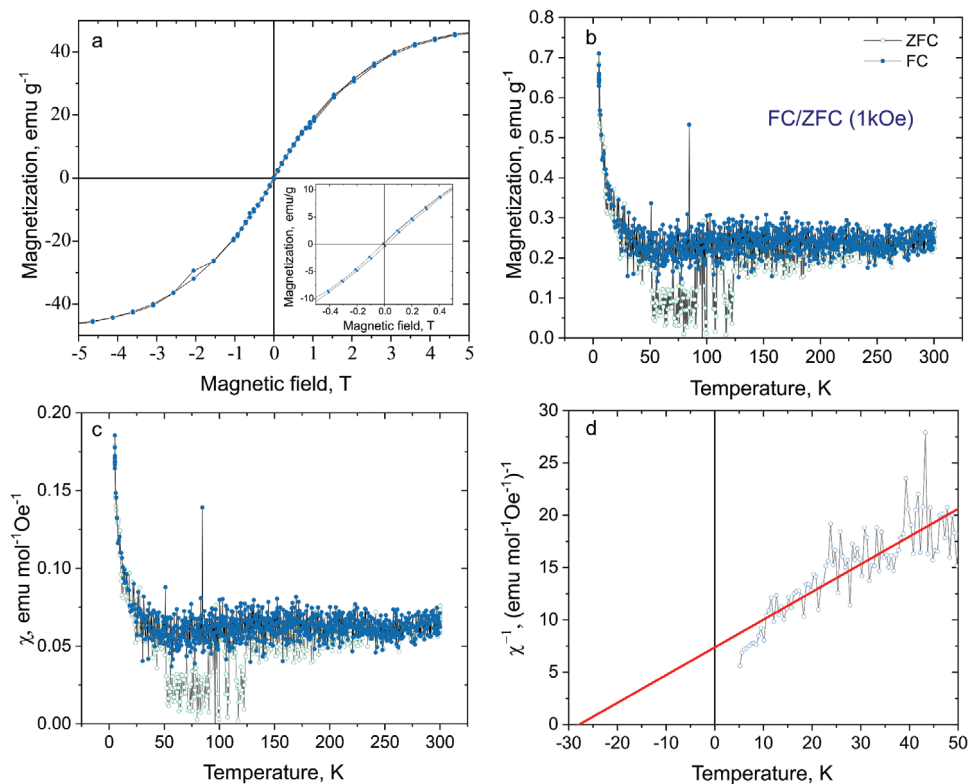 a
Magnetization, emu g⁻¹
40
20
0
-20
-40
-5 -4 -3 -2 -1 0 1 2 3 4 5
Magnetic field, T
Magnetization, emu/g
10
5
0
-5
-10
-0.4 -0.2 0.0 0.2 0.4
Magnetic field, T
b
ZFC
FC
FC/ZFC (1kOe)
Magnetization, emu g⁻¹
0.8
0.7
0.6
0.5
0.4
0.3
0.2
0.1
0.0
0 50 100 150 200 250 300
Temperature, K
c
χ, emu mol⁻¹Oe⁻¹
0.20
0.15
0.10
0.05
0.00
0 50 100 150 200 250 300
Temperature, K
d
χ⁻¹, (emu mol⁻¹Oe⁻¹)⁻¹
30
25
20
15
10
5
0
-30 -20 -10 0 10 20 30 40 50
Temperature, K